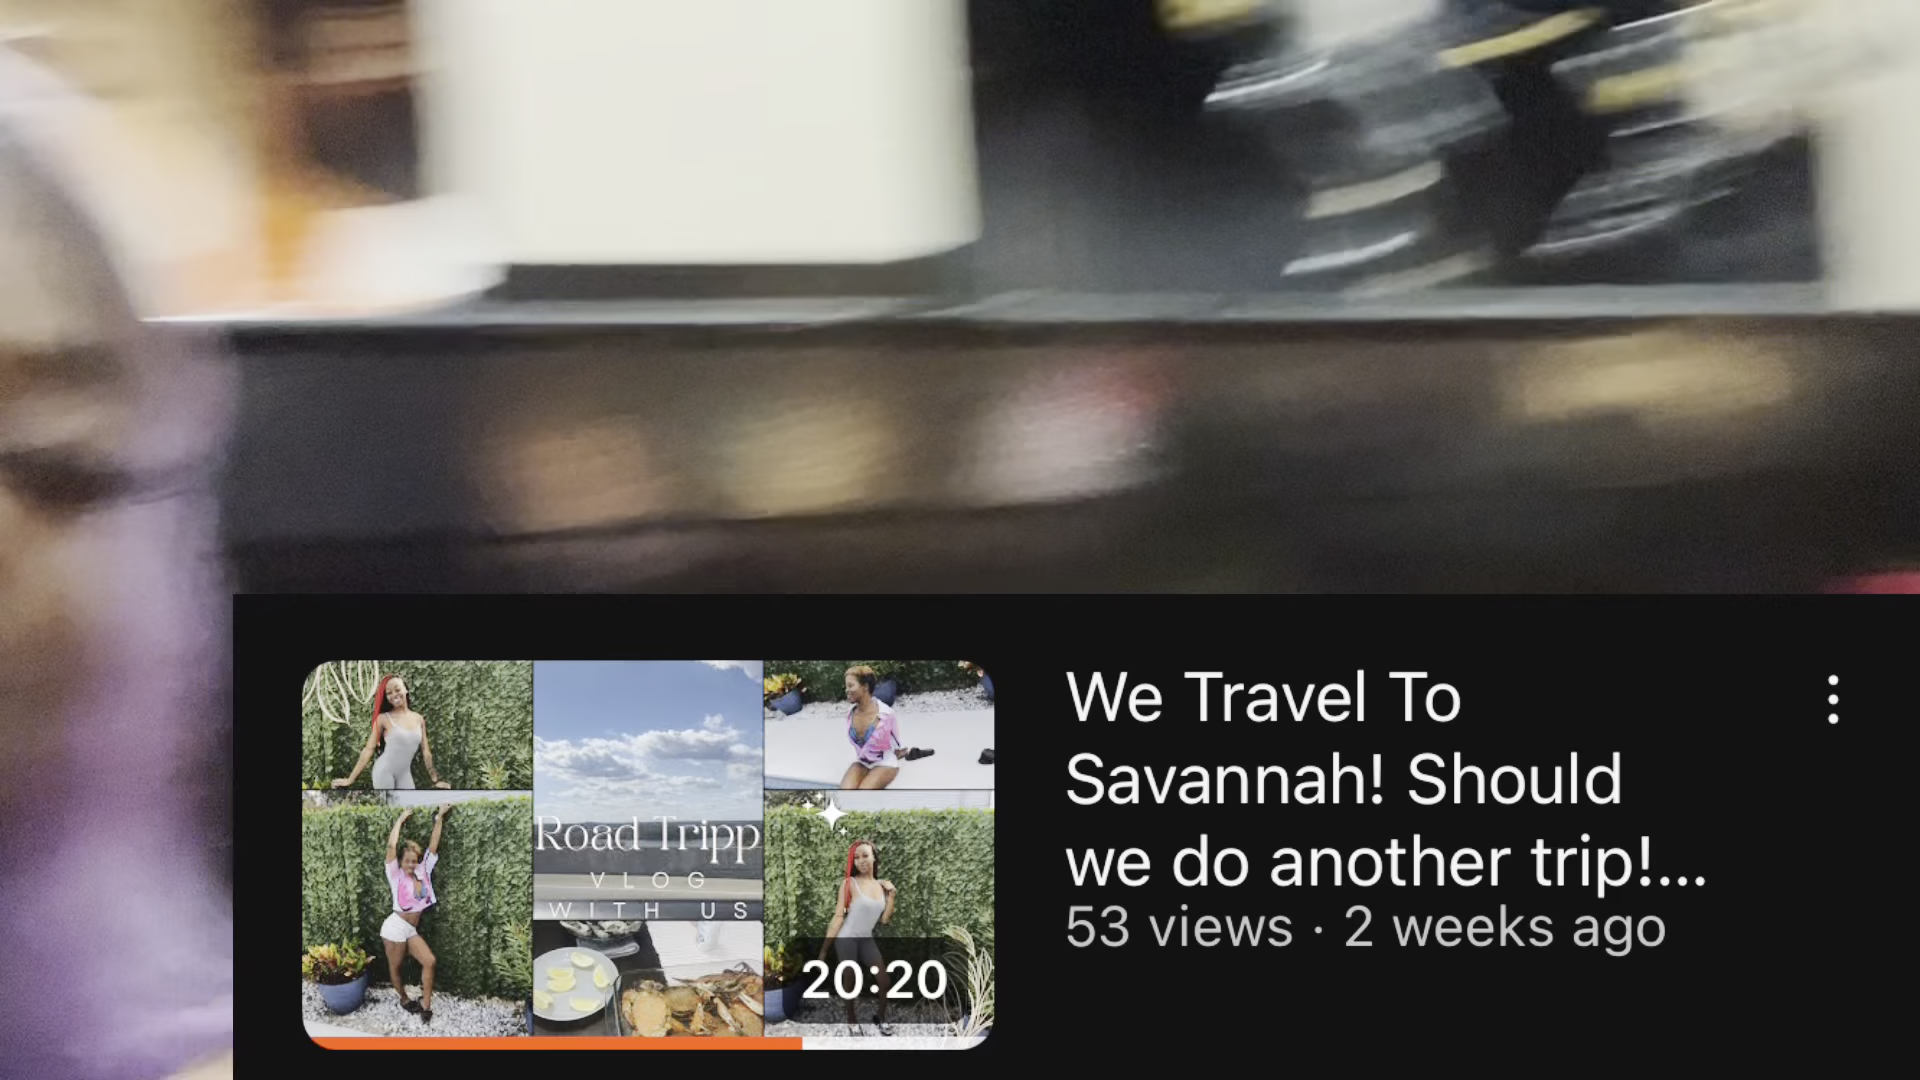 Road Tripp
VLOG
WITH US
20:20
We Travel To
Savannah! Should
we do another trip!...
53 views · 2 weeks ago